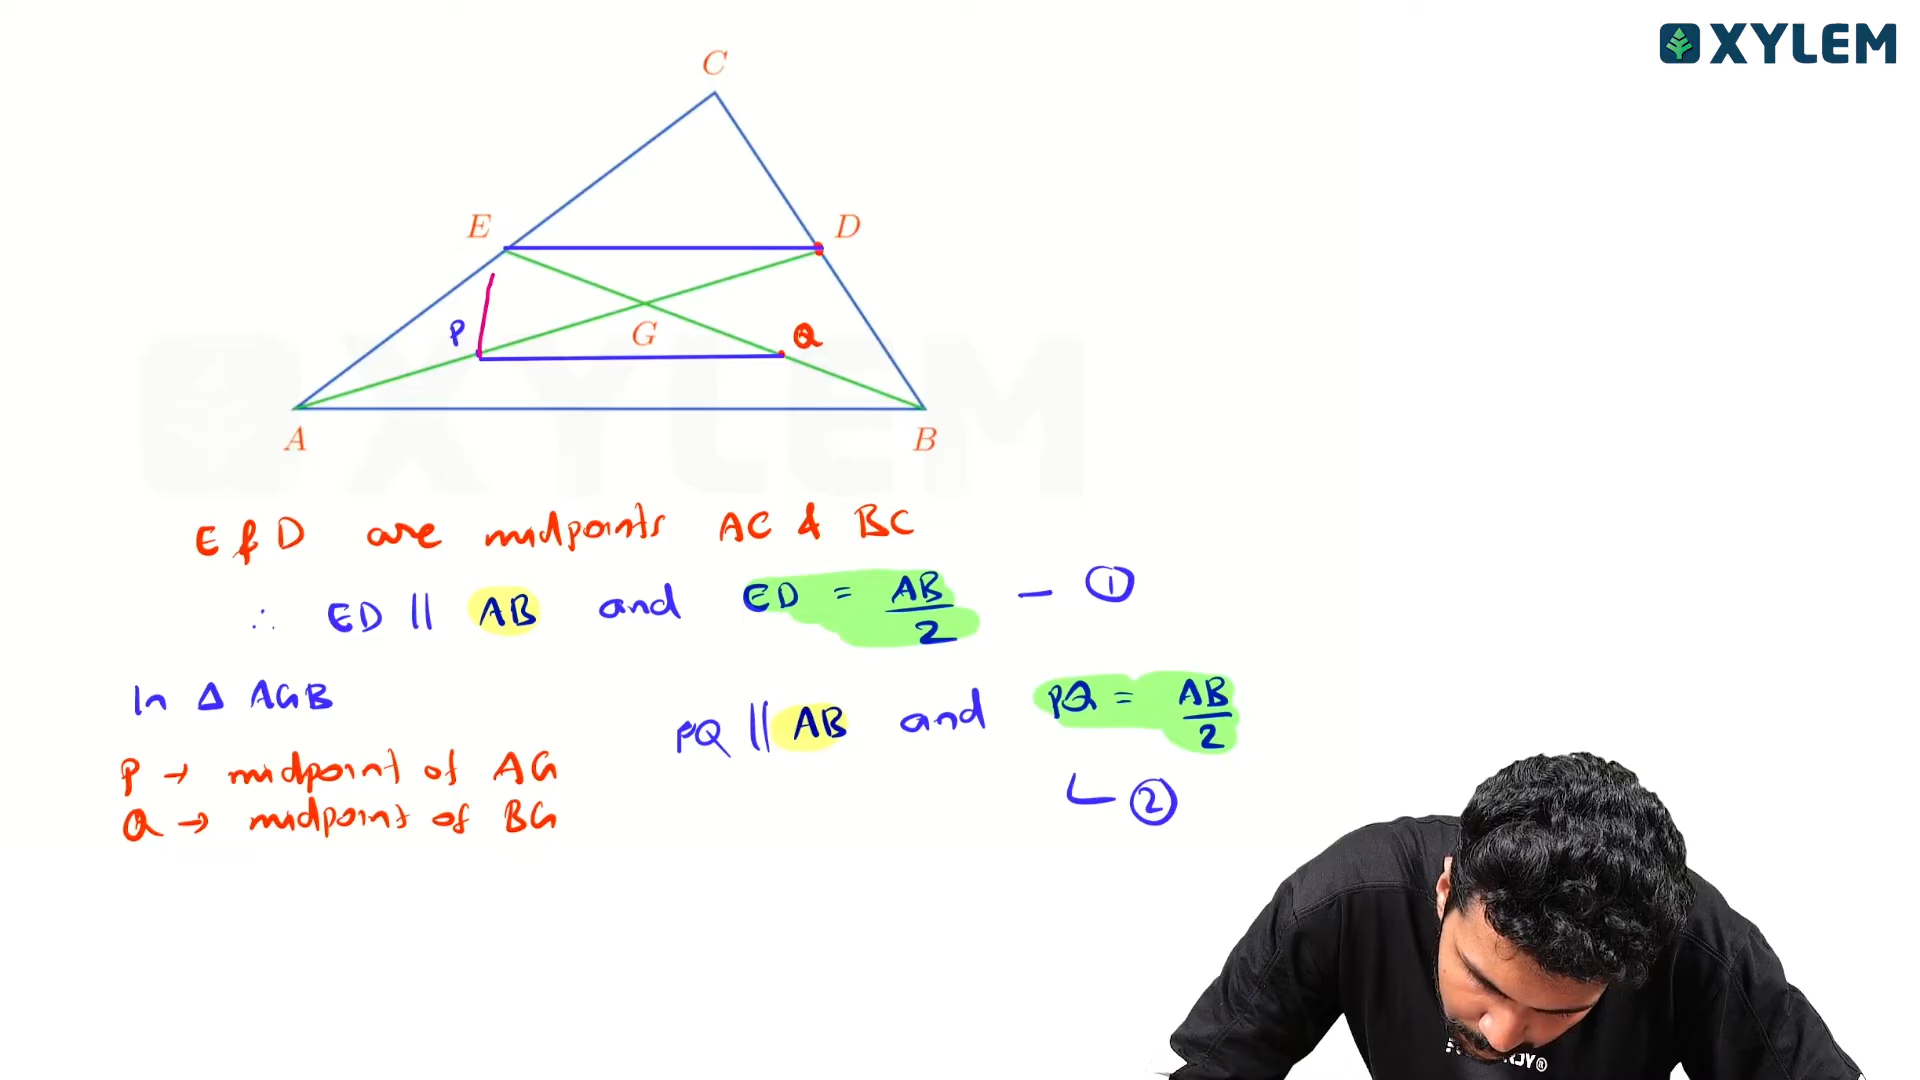 XYLEM
C
E
D
P
G
Q
A
B
E & D are midpoints AC & BC
∴ ED || AB and ED = AB/2 — ①
In Δ AGB
PQ || AB and PQ = AB/2
P → midpoint of AG
② 
Q → midpoint of BG